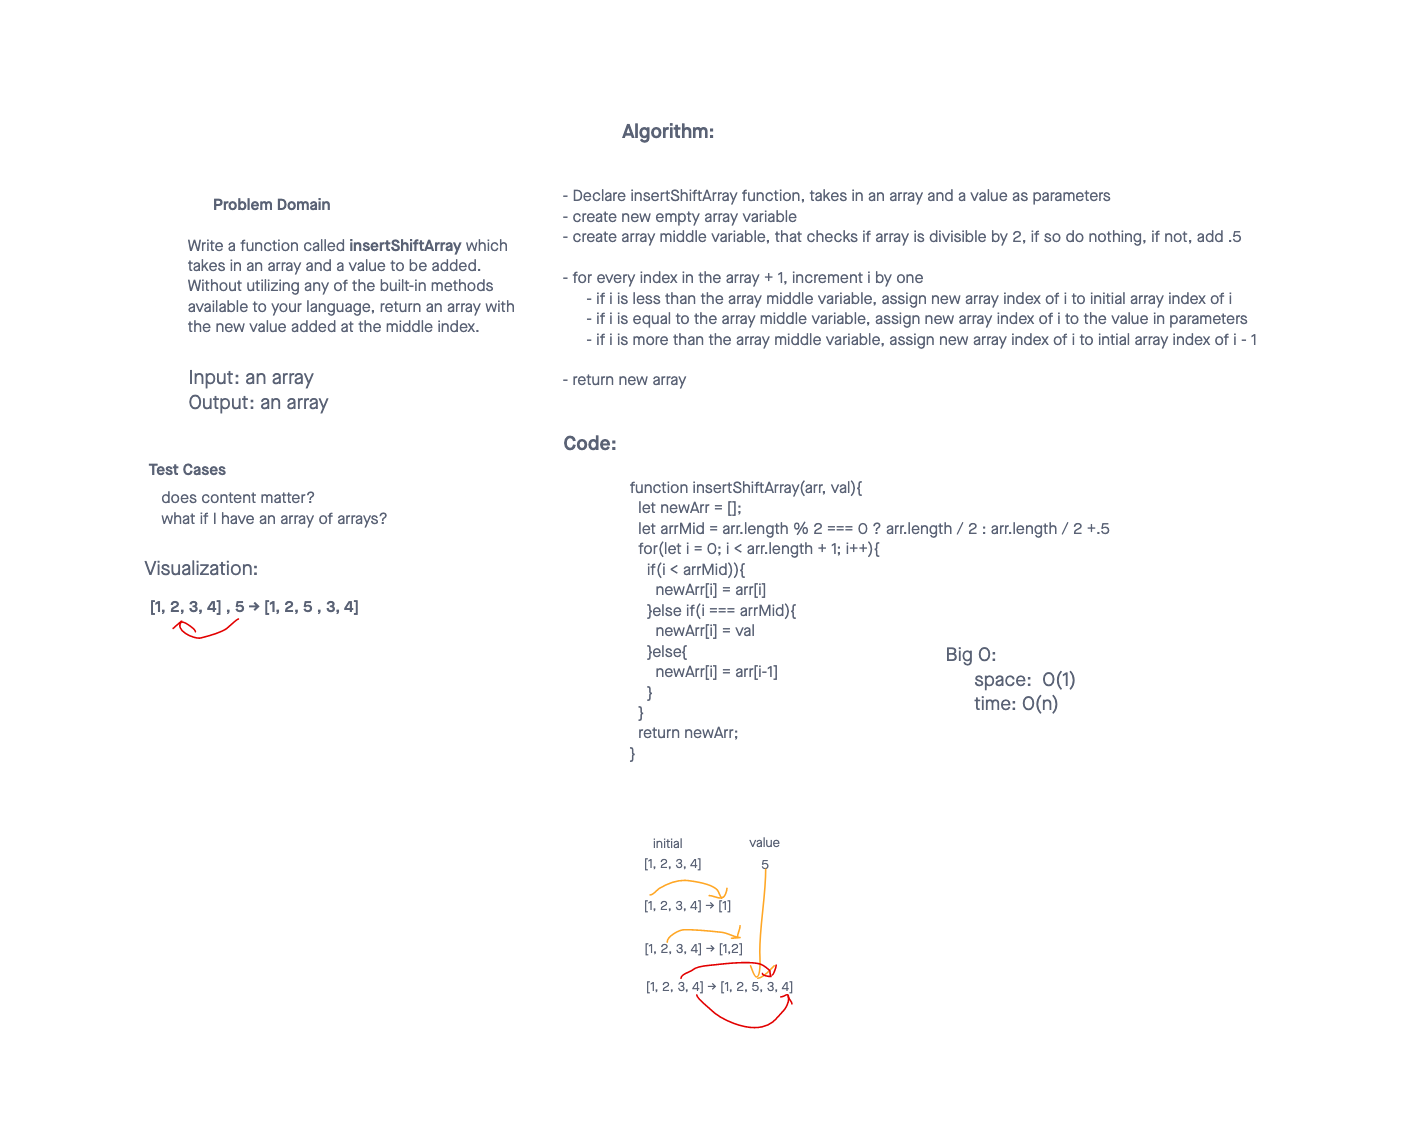 Problem Domain
Write a function called insertShiftArray which
takes in an array and a value to be added.
Without utilizing any of the built-in methods
available to your language, return an array with
the new value added at the middle index.
Input: an array
Output: an array
Test Cases
does content matter?
what if I have an array of arrays?
Visualization:
[1, 2, 3, 4] , 5 → [1, 2, 5 , 3, 4]
Algorithm:
- Declare insertShiftArray function, takes in an array and a value as parameters
- create new empty array variable
- create array middle variable, that checks if array is divisible by 2, if so do nothing, if not, add .5
- for every index in the array + 1, increment i by one
- if i is less than the array middle variable, assign new array index of i to initial array index of i
- if i is equal to the array middle variable, assign new array index of i to the value in parameters
- if i is more than the array middle variable, assign new array index of i to intial array index of i - 1
- return new array
Code:
function insertShiftArray(arr, val){
let newArr = [];
let arrMid = arr.length % 2 === 0 ? arr.length / 2 : arr.length / 2 +.5
for(let i = 0; i < arr.length + 1; i++){
if(i < arrMid)){
newArr[i] = arr[i]
}else if(i === arrMid){
newArr[i] = val
}else{
newArr[i] = arr[i-1]
}
}
return newArr;
}
Big O:
space: O(1)
time: O(n)
initial value
[1, 2, 3, 4] 5
[1, 2, 3, 4] → [1]
[1, 2, 3, 4] → [1,2]
[1, 2, 3, 4] → [1, 2, 5, 3, 4]